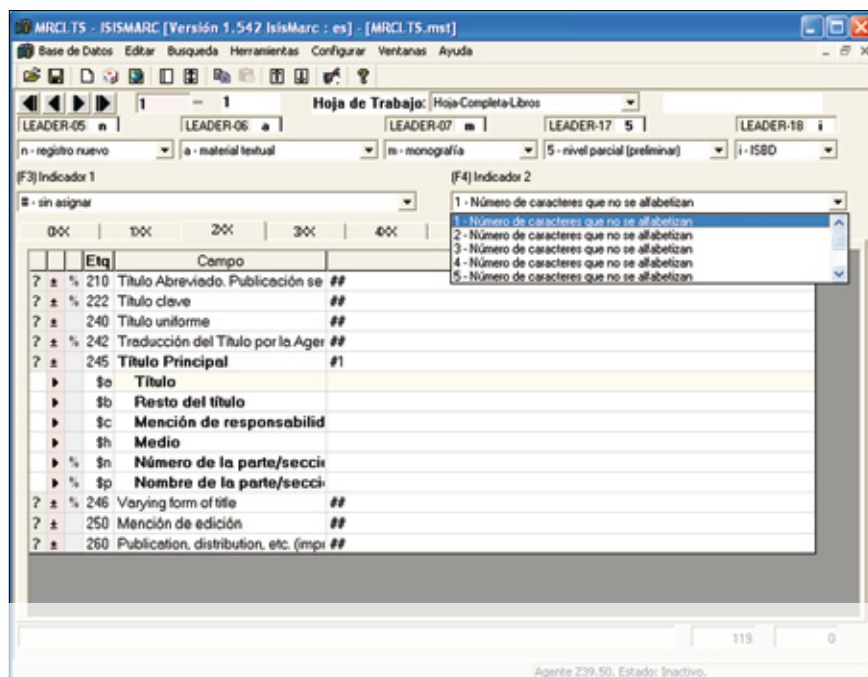 MRCLTS - ISISMARC [Versión 1.542 IsisMarc : es] - [MRCLTS.mst]
Base de Datos Editar Busqueda Herramientas Configurar Ventanas Ayuda
1 – 1 Hoja de Trabajo: Hoja-Completa-Libros
LEADER-05 n LEADER-06 a LEADER-07 m LEADER-17 5 LEADER-18 i
n - registro nuevo a - material textual m - monografía 5 - nivel parcial (preliminar) i - ISBD
(F3) Indicador 1 (F4) Indicador 2
# - sin asignar 1 - Número de caracteres que no se alfabetizan
1 - Número de caracteres que no se alfabetizan
2 - Número de caracteres que no se alfabetizan
3 - Número de caracteres que no se alfabetizan
4 - Número de caracteres que no se alfabetizan
5 - Número de caracteres que no se alfabetizan
0XX 1XX 2XX 3XX 4XX
Etq Campo
? ± % 210 Título Abreviado. Publicación se ##
? ± % 222 Título clave ##
? ± 240 Título uniforme ##
? ± % 242 Traducción del Título por la Ager ##
? ± 245 Título Principal #1
$a Título
$b Resto del título
$c Mención de responsabilid
$h Medio
% $n Número de la parte/secci
% $p Nombre de la parte/secci
? ± % 246 Varying form of title ##
? ± 250 Mención de edición ##
? ± 260 Publication, distribution, etc. (impr ##
119 0
Agente Z39.50. Estado: Inactivo.